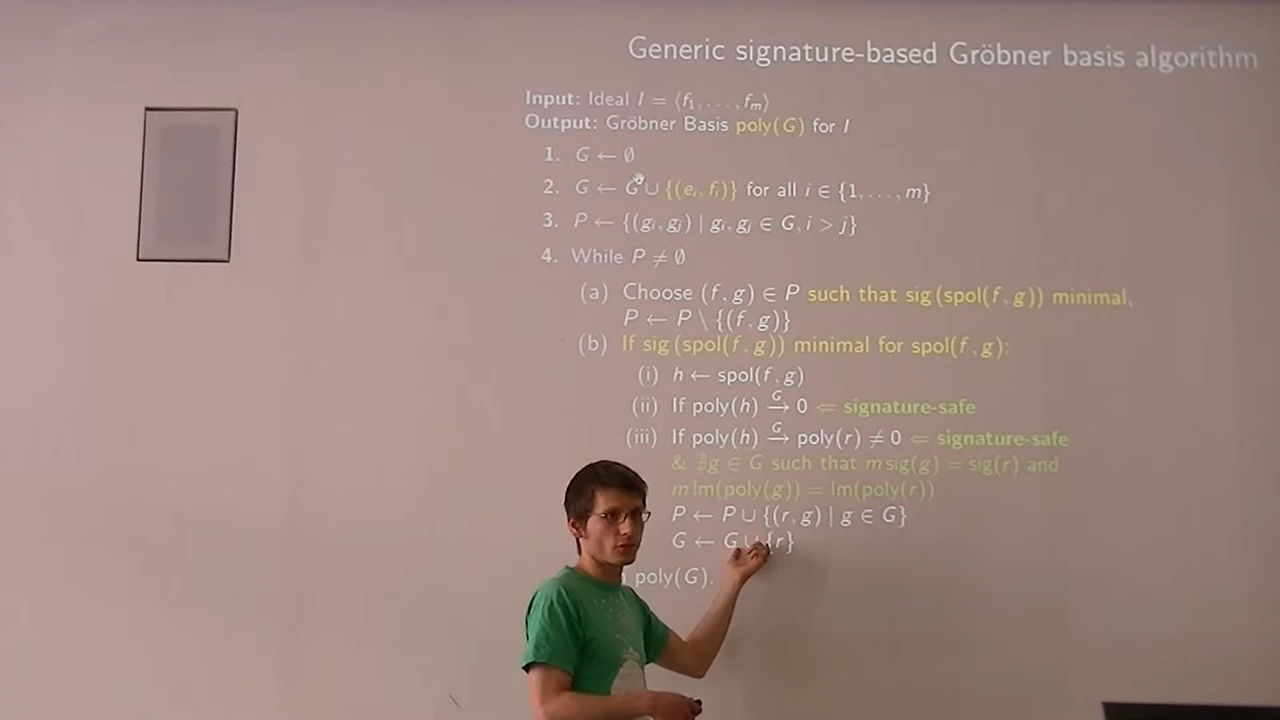 Generic signature-based Gröbner basis algorithm
Input: Ideal I = ⟨f₁, . . . , fₘ⟩
Output: Gröbner Basis poly(G) for I
1. G ← ∅
2. G ← G ∪ {(eᵢ, fᵢ)} for all i ∈ {1, . . . , m}
3. P ← {(gᵢ, gⱼ) | gᵢ, gⱼ ∈ G, i > j}
4. While P ≠ ∅
(a) Choose (f, g) ∈ P such that sig (spol(f, g)) minimal,
P ← P \ {(f, g)}
(b) If sig (spol(f, g)) minimal for spol(f, g):
(i) h ← spol(f, g)
(ii) If poly(h) →^G 0 ⇐ signature-safe
(iii) If poly(h) →^G poly(r) ≠ 0 ⇐ signature-safe
& ∄g ∈ G such that m sig(g) = sig(r) and
m lm(poly(g)) = lm(poly(r))
P ← P ∪ {(r, g) | g ∈ G}
G ← G ∪ {r}
poly(G).